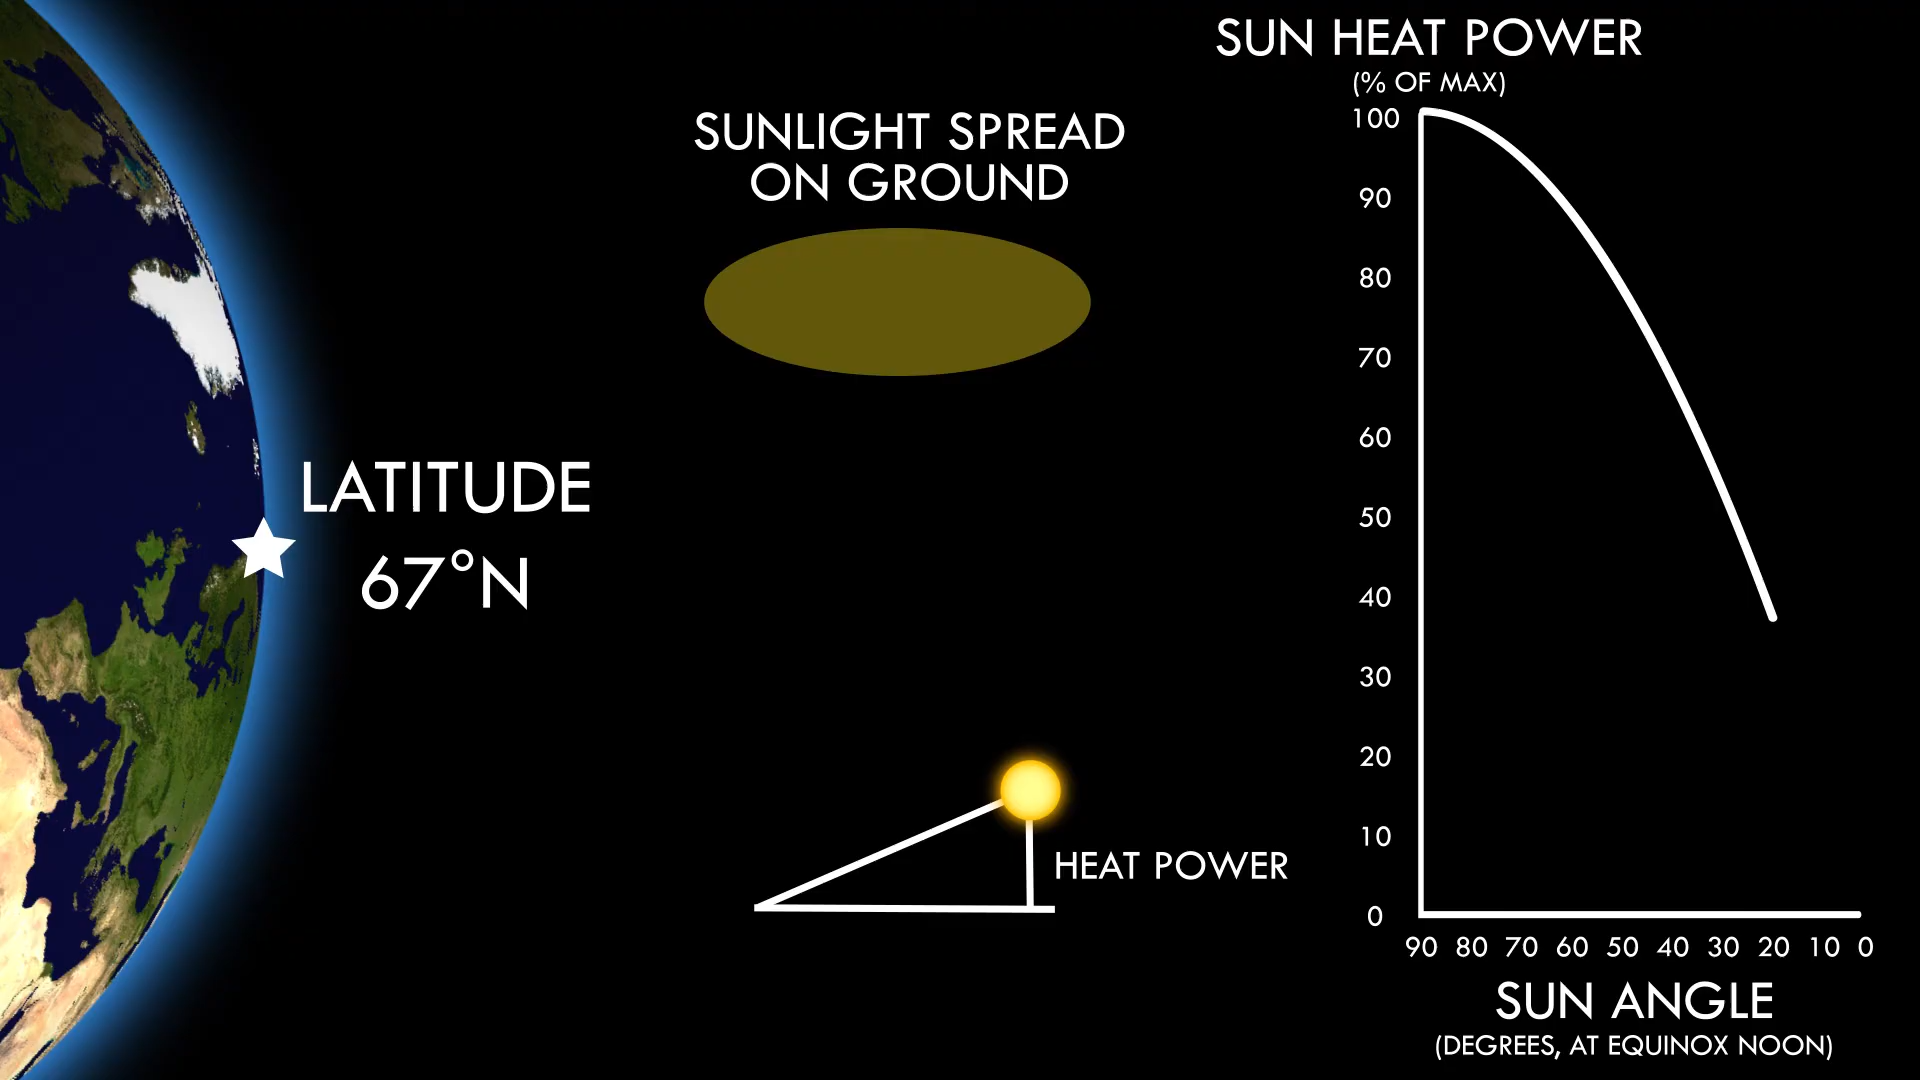 SUN HEAT POWER
(% OF MAX)
SUNLIGHT SPREAD
ON GROUND
LATITUDE
67°N
HEAT POWER
100
90
80
70
60
50
40
30
20
10
0
90 80 70 60 50 40 30 20 10 0
SUN ANGLE
(DEGREES, AT EQUINOX NOON)